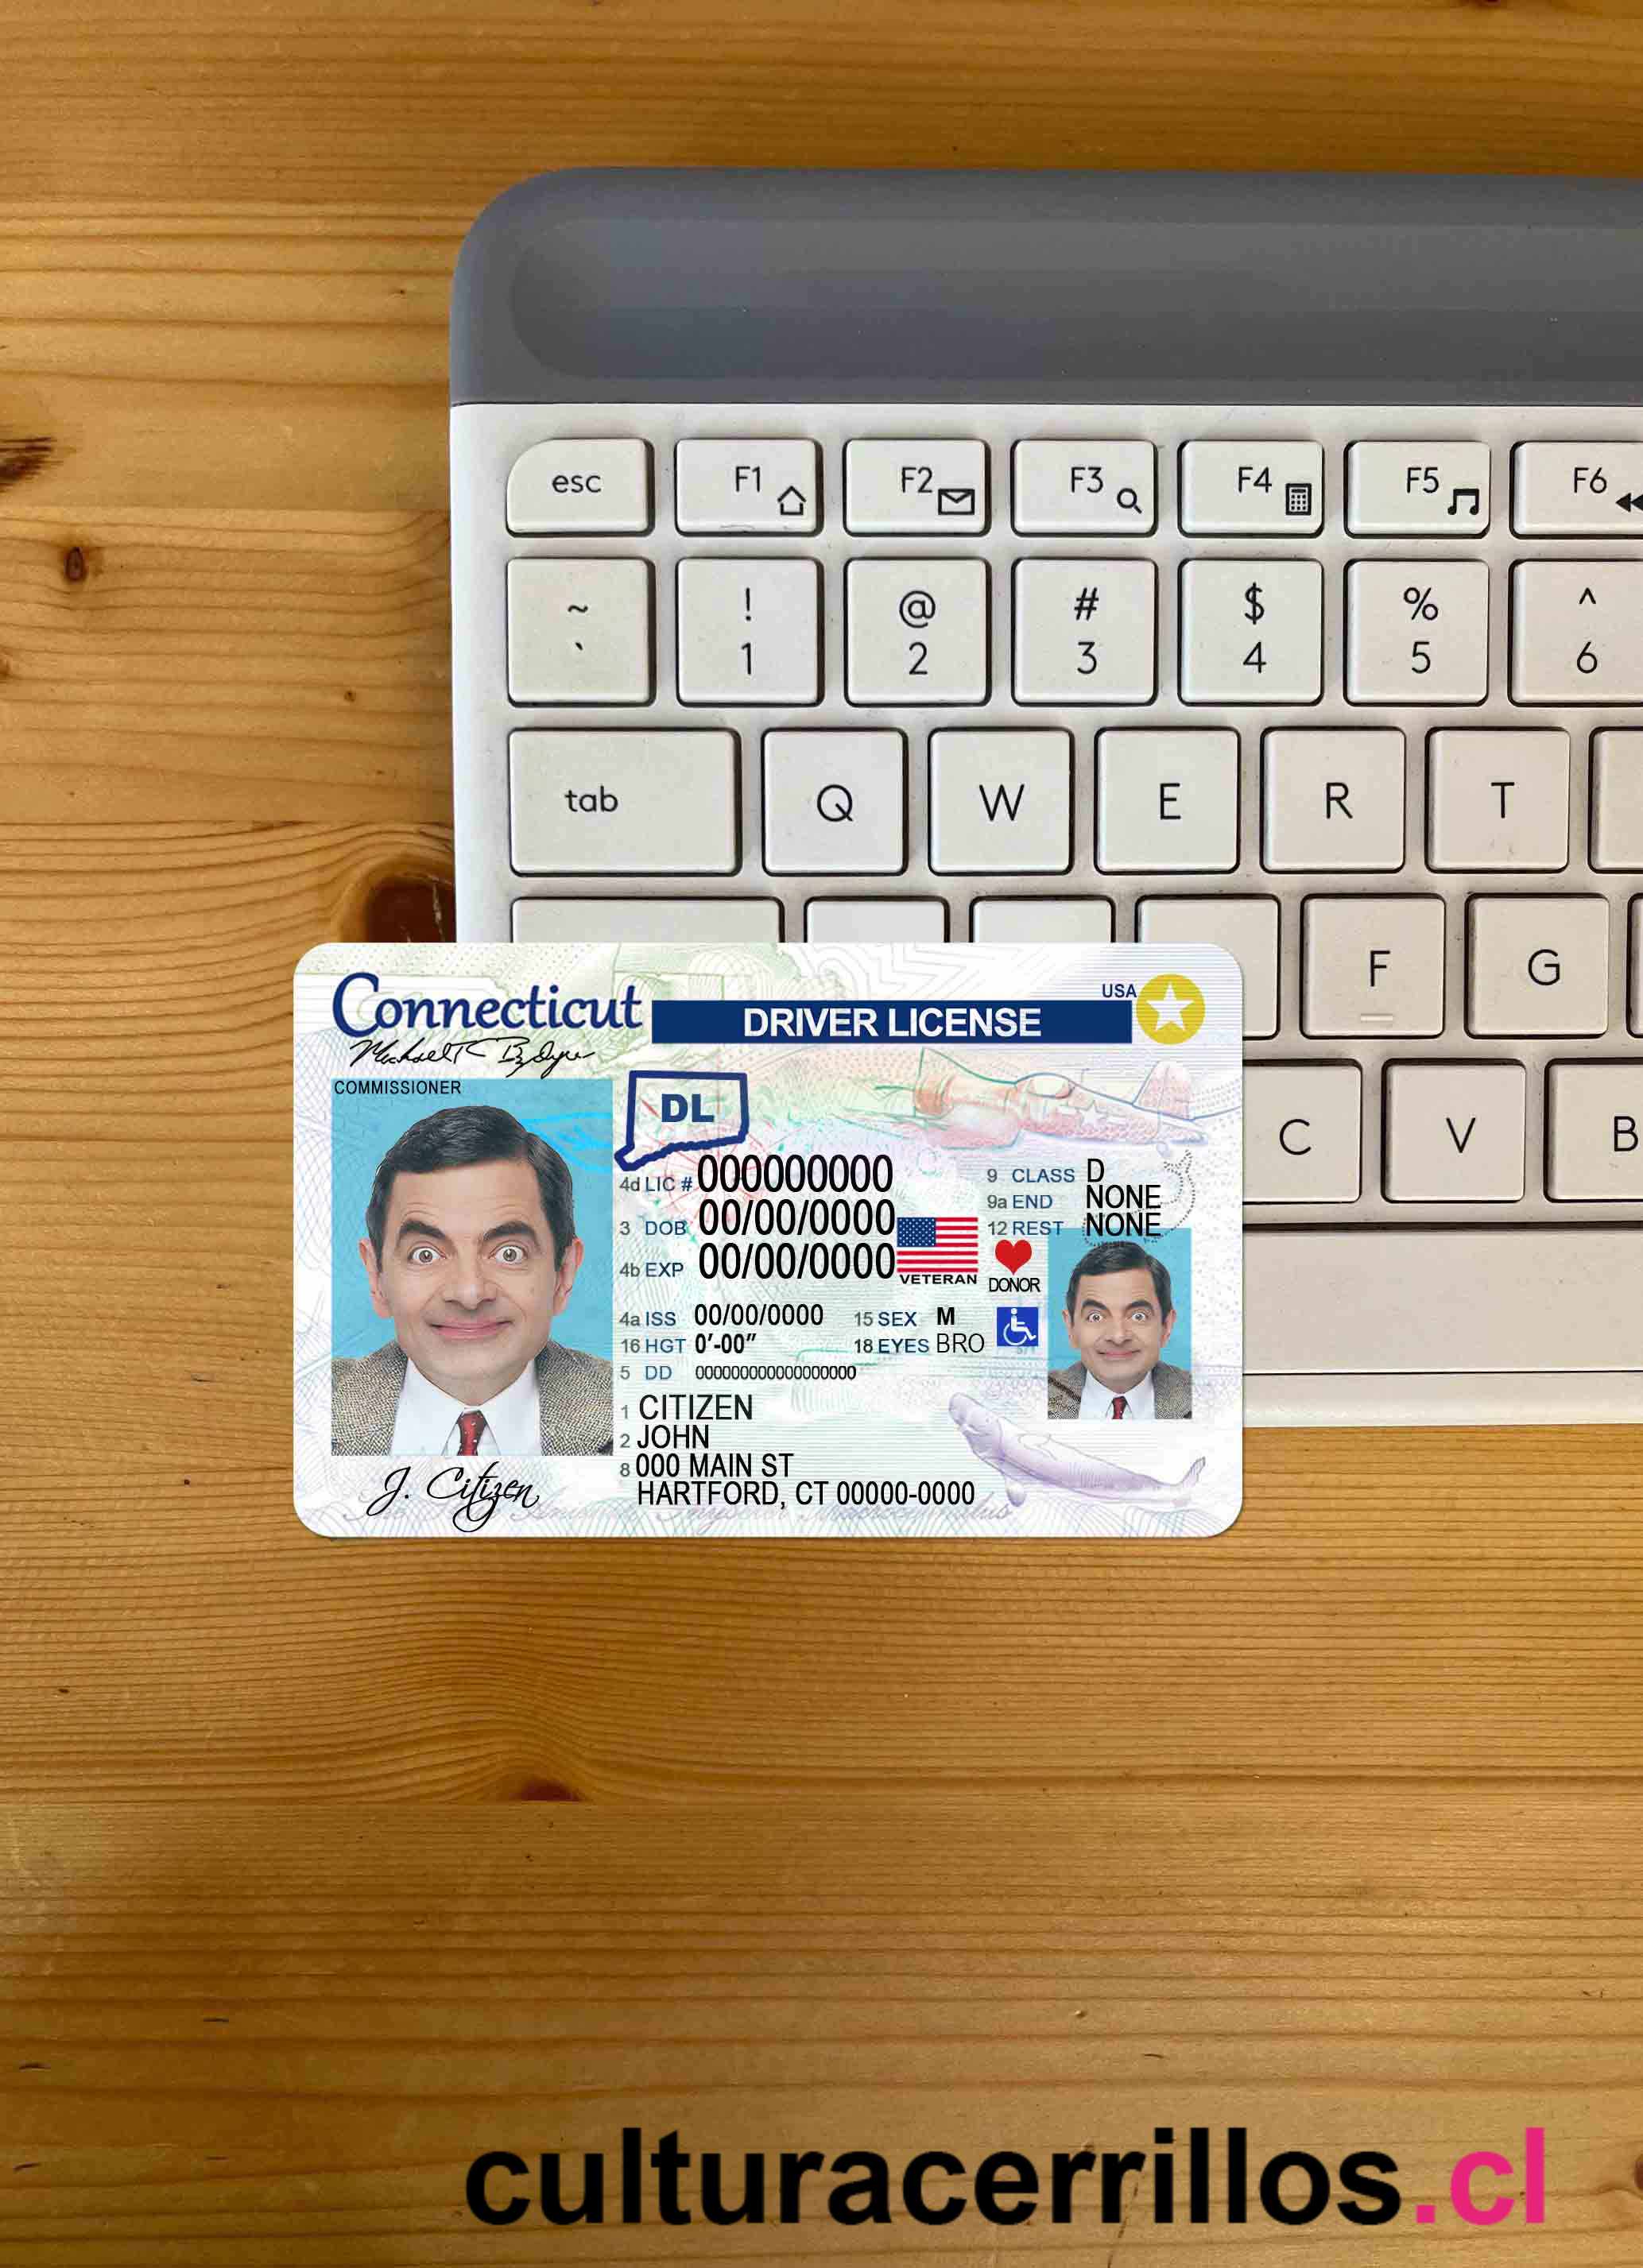 esc F1 F2 F3 F4 F5 F6
~ ! @ # $ % ^
` 1 2 3 4 5 6
tab Q W E R T
F G
C V B
Connecticut DRIVER LICENSE USA
COMMISSIONER
DL
4d LIC # 000000000 9 CLASS D
9a END NONE
3 DOB 00/00/0000 12 REST NONE
4b EXP 00/00/0000 VETERAN DONOR
4a ISS 00/00/0000 15 SEX M
16 HGT 0'-00" 18 EYES BRO
5 DD 000000000000000000
1 CITIZEN
2 JOHN
8 000 MAIN ST
HARTFORD, CT 00000-0000
J. Citizen
culturacerrillos.cl